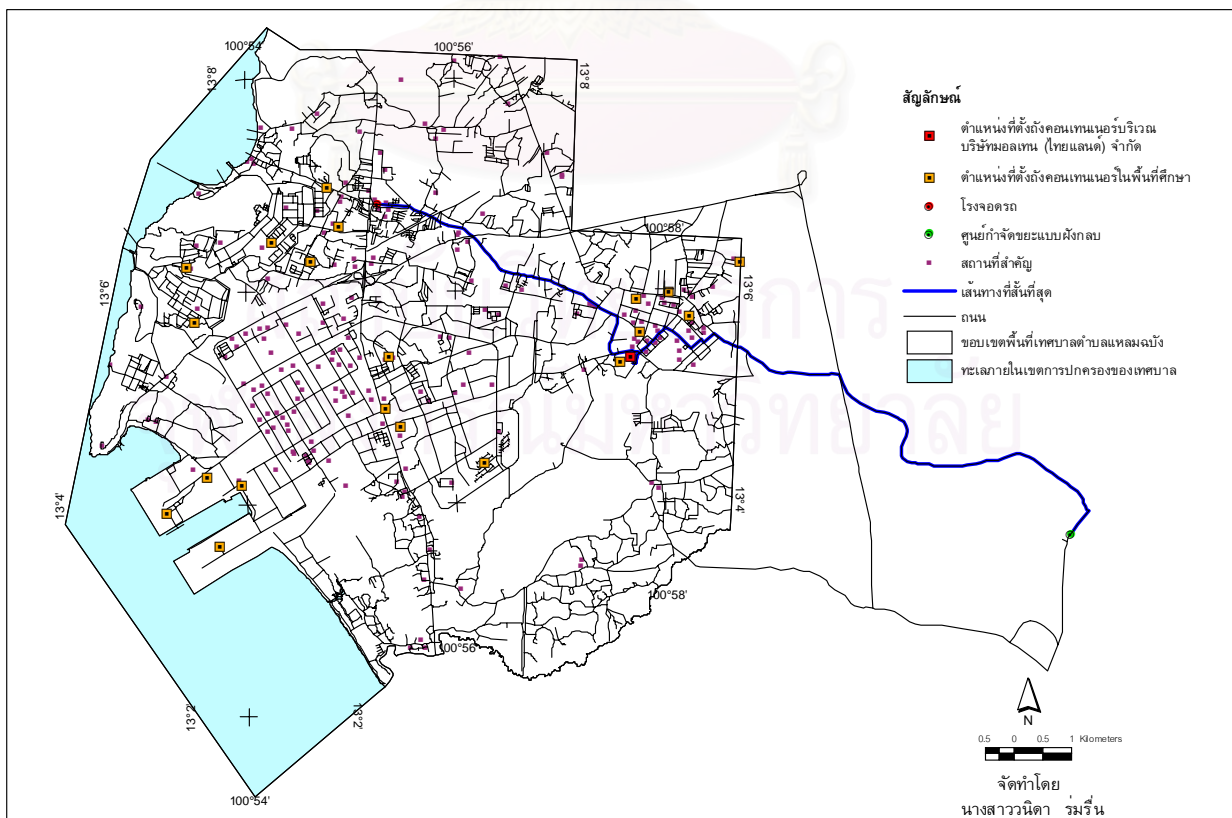 100°54'
100°56'
13°8'
13°8'
สัญลักษณ์
ตำแหน่งที่ตั้งถังคอนเทนเนอร์บริเวณ
บริษัทมอลเทน (ไทยแลนด์) จำกัด
ตำแหน่งที่ตั้งถังคอนเทนเนอร์ในพื้นที่ศึกษา
โรงจอดรถ
ศูนย์กำจัดขยะแบบฝังกลบ
สถานที่สำคัญ
เส้นทางที่สั้นที่สุด
ถนน
ขอบเขตพื้นที่เทศบาลตำบลแหลมฉบัง
ทะเลภายในเขตการปกครองของเทศบาล
100°58'
13°6'
13°6'
13°4'
13°4'
100°58'
100°56'
13°2'
13°2'
100°54'
N
0.5 0 0.5 1 Kilometers
จัดทำโดย
นางสาววนิดา ร่มรื่น